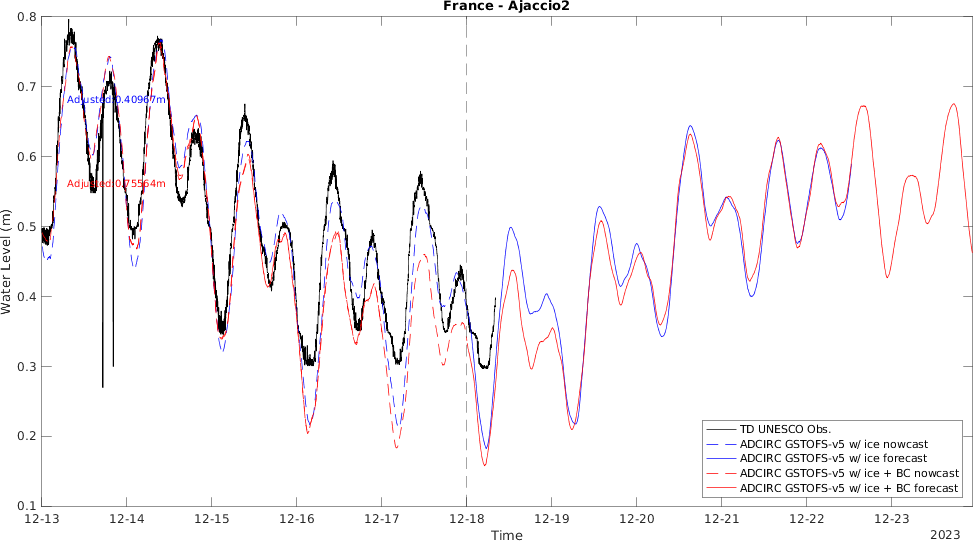 France - Ajaccio2
0.8
0.7
0.6
0.5
0.4
0.3
0.2
0.1
Water Level (m)
Adjusted:0.40967m
Adjusted:0.75564m
TD UNESCO Obs.
ADCIRC GSTOFS-v5 w/ ice nowcast
ADCIRC GSTOFS-v5 w/ ice forecast
ADCIRC GSTOFS-v5 w/ ice + BC nowcast
ADCIRC GSTOFS-v5 w/ ice + BC forecast
12-13 12-14 12-15 12-16 12-17 12-18 12-19 12-20 12-21 12-22 12-23
Time
2023